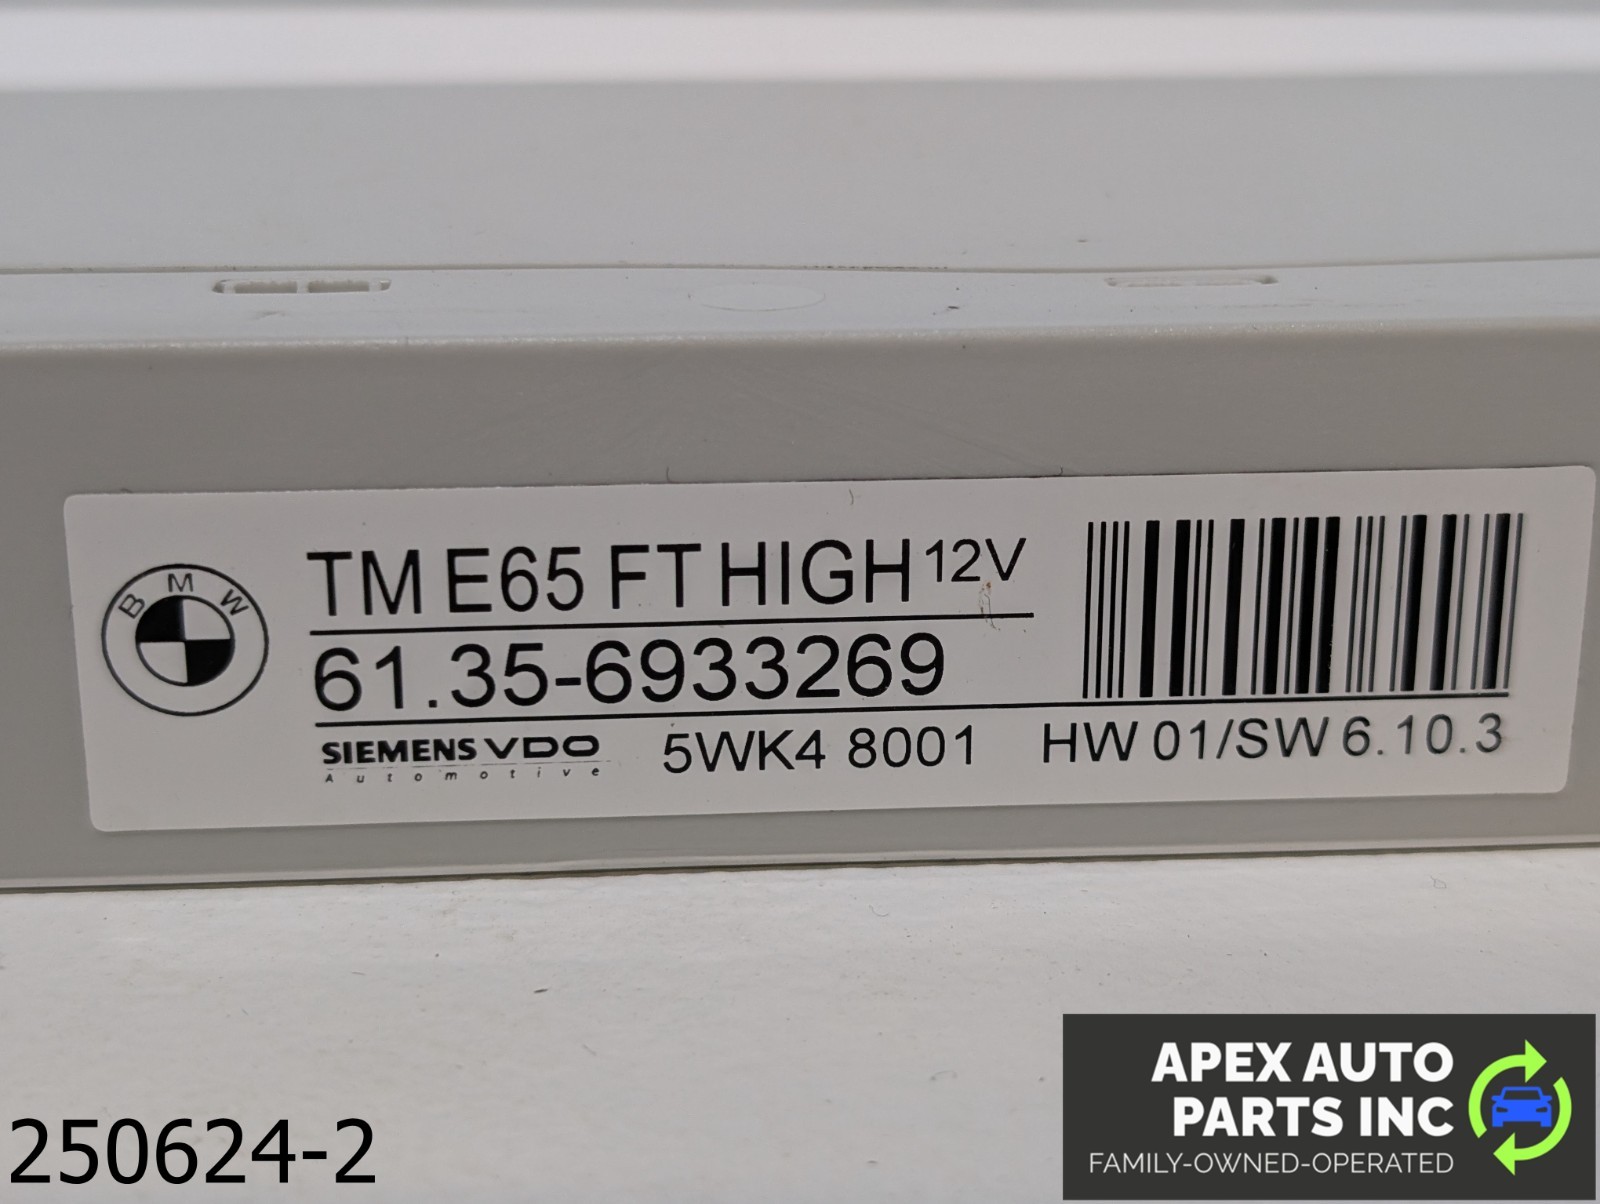 BMW
TM E65 FT HIGH 12V
61.35-6933269
SIEMENS VDO
Automotive
5WK4 8001
HW 01/SW 6.10.3
250624-2
APEX AUTO
PARTS INC
FAMILY-OWNED-OPERATED